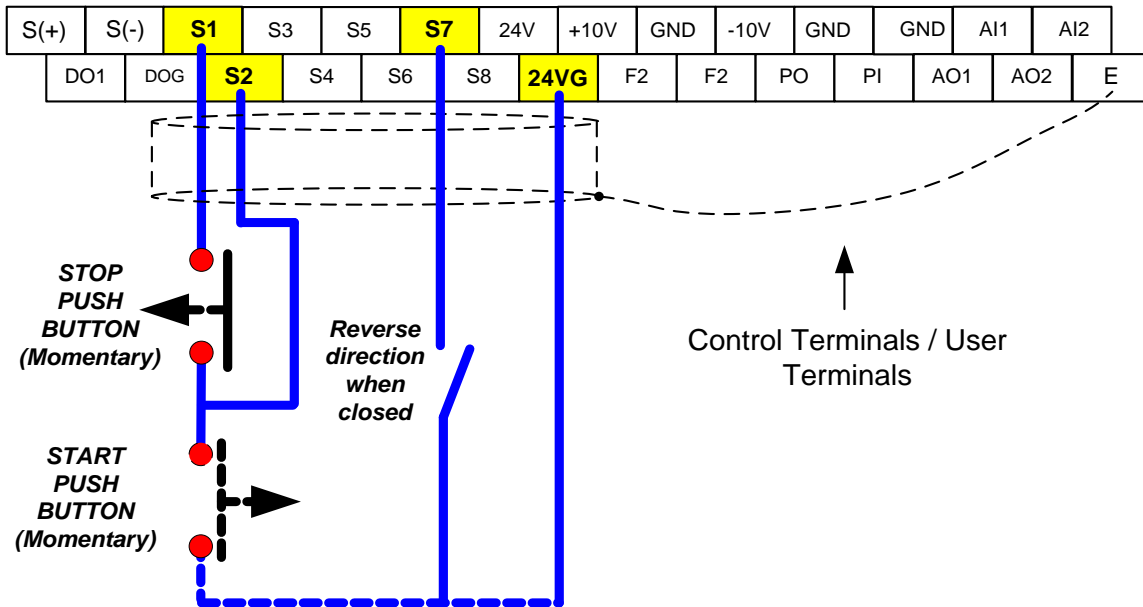 S(+) S(-) S1 S3 S5 S7 24V +10V GND -10V GND GND AI1 AI2
DO1 DOG S2 S4 S6 S8 24VG F2 F2 PO PI AO1 AO2 E
STOP
PUSH
BUTTON
(Momentary)
Reverse
direction
when
closed
Control Terminals / User
Terminals
START
PUSH
BUTTON
(Momentary)